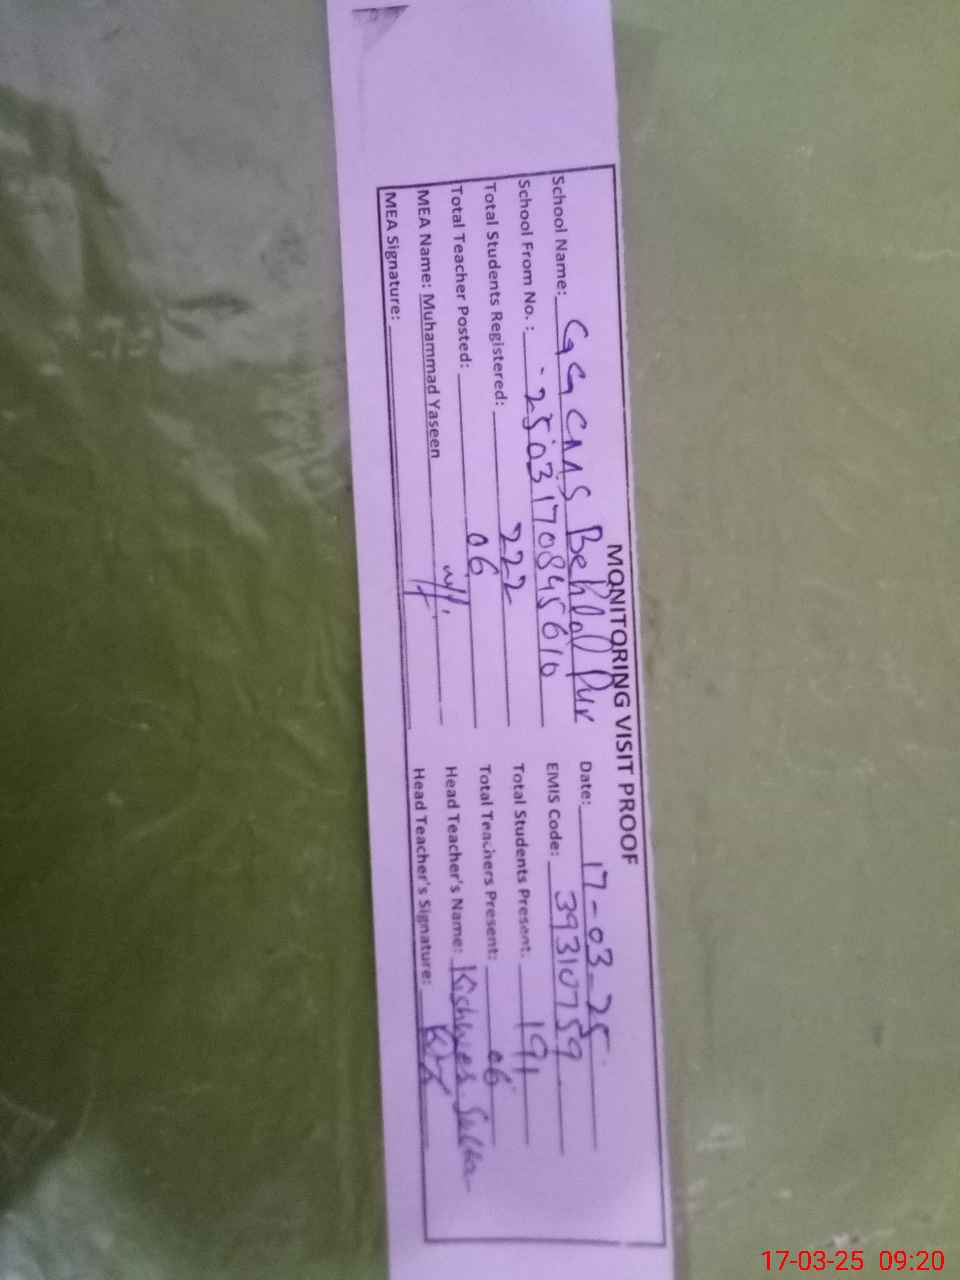 MONITORING VISIT PROOF
School Name: GGCMS Behlol Pur Date: 17-03-25
School From No. : -2503170845610 EMIS Code: 39310759
Total Students Registered: 222 Total Students Present: 191
Total Teacher Posted: 06 Total Teachers Present: 06
MEA Name: Muhammad Yaseen Head Teacher's Name: Kishwer
MEA Signature: Head Teacher's Signature:
17-03-25 09:20